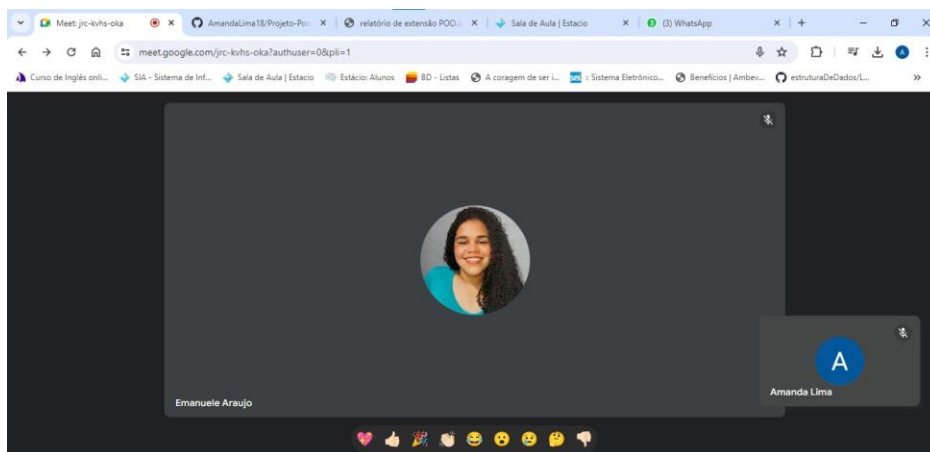 Meet: jrc-kvhs-oka
AmandaLima18/Projeto-Poo
relatório de extensão POO.
Sala de Aula | Estacio
(3) WhatsApp
meet.google.com/jrc-kvhs-oka?authuser=0&pli=1
Curso de Inglês onli... SIA - Sistema de Inf... Sala de Aula | Estacio Estácio: Alunos BD - Listas A coragem de ser i... :: Sistema Eletrônico... Benefícios | Ambev... estruturaDeDados/L...
Emanuele Araujo
A
Amanda Lima